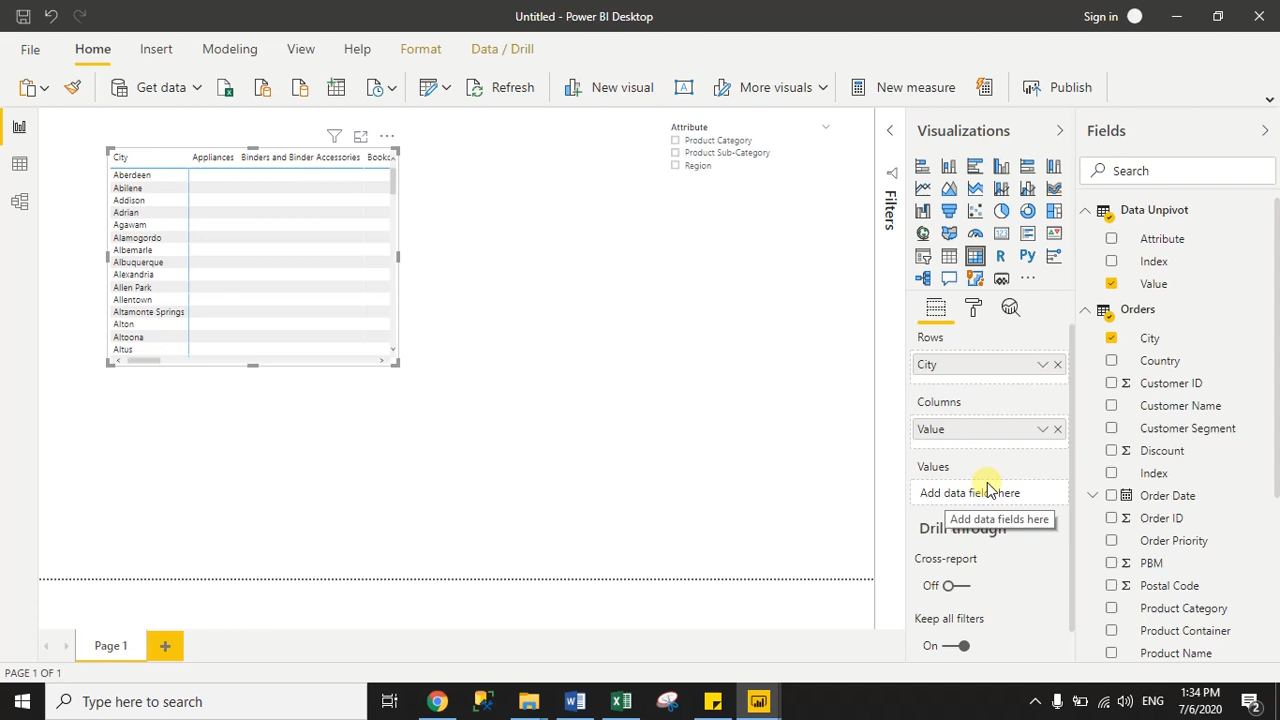 Untitled - Power BI Desktop
Sign in
File
Home
Insert
Modeling
View
Help
Format
Data / Drill
Get data
Refresh
New visual
More visuals
New measure
Publish
City Appliances Binders and Binder Accessories
Aberdeen
Abilene
Addison
Adrian
Agawam
Alamogordo
Albemarle
Albuquerque
Alexandria
Allen Park
Allentown
Altamonte Springs
Alton
Altoona
Altus
Attribute
Product Category
Product Sub-Category
Region
Filters
Visualizations
Rows
City
Columns
Value
Values
Add data fields here
Add data fields here
Drill through
Cross-report
Off
Keep all filters
On
Fields
Search
Data Unpivot
Attribute
Index
Value
Orders
City
Country
Customer ID
Customer Name
Customer Segment
Discount
Index
Order Date
Order ID
Order Priority
PBM
Postal Code
Product Category
Product Container
Product Name
Page 1
PAGE 1 OF 1
Type here to search
ENG
1:34 PM
7/6/2020
2